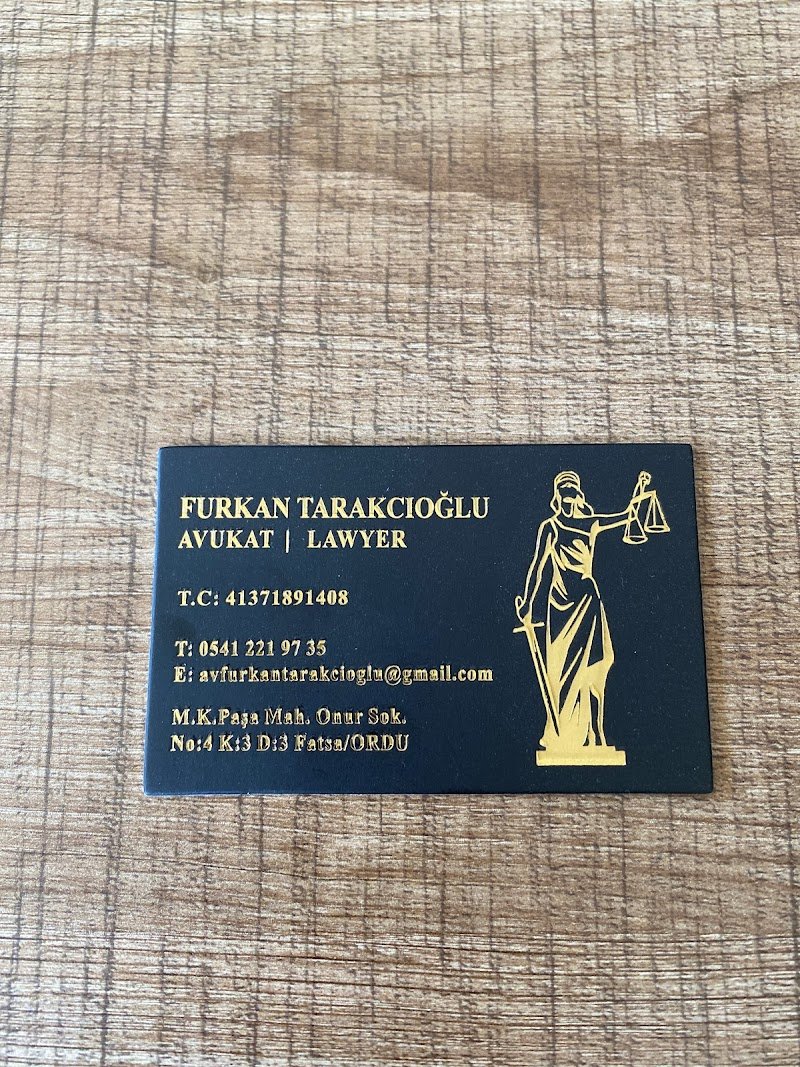 FURKAN TARAKCIOĞLU
AVUKAT | LAWYER
T.C: 41371891408
T: 0541 221 97 35
E: avfurkantarakcioglu@gmail.com
M.K.Paşa Mah. Onur Sok.
No:4 K:3 D:3 Fatsa/ORDU